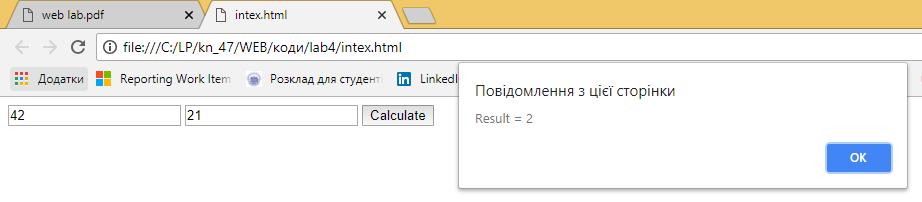 web lab.pdf
intex.html
file:///C:/LP/kn_47/WEB/коди/lab4/intex.html
Додатки
Reporting Work Item
Розклад для студент
LinkedI
Повідомлення з цієї сторінки
Result = 2
OK
42
21
Calculate